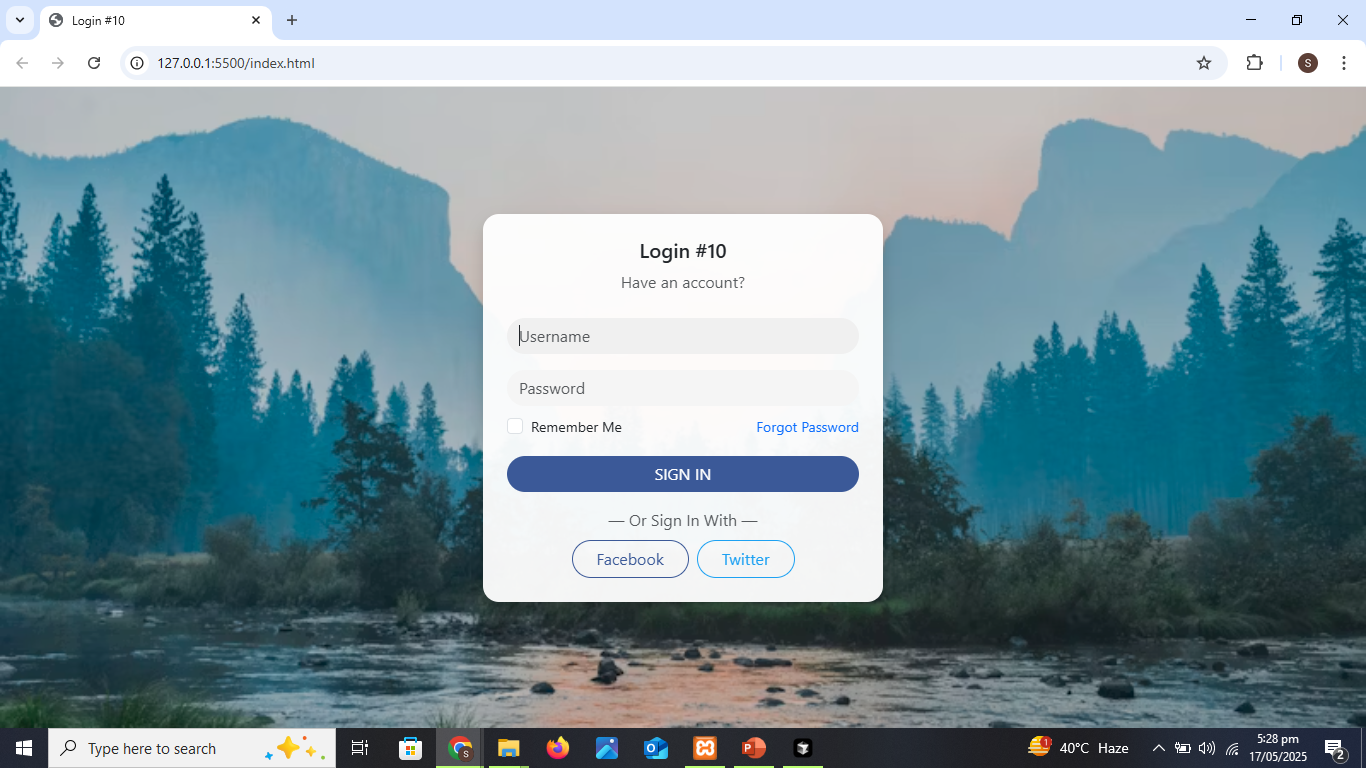 Login #10
127.0.0.1:5500/index.html
S
Login #10
Have an account?
Username
Password
Remember Me
Forgot Password
SIGN IN
— Or Sign In With —
Facebook
Twitter
Type here to search
S
P
1
40°C Haze
5:28 pm
17/05/2025
2